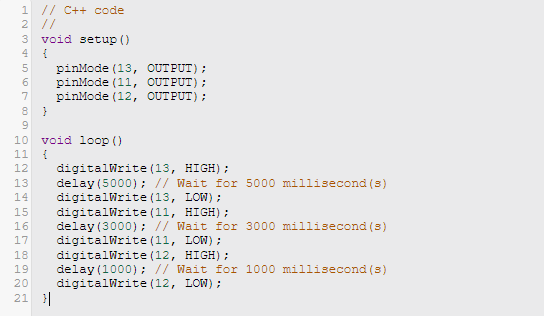 1 // C++ code
2 //
3 void setup()
4 {
5   pinMode(13, OUTPUT);
6   pinMode(11, OUTPUT);
7   pinMode(12, OUTPUT);
8 }
9
10 void loop()
11 {
12   digitalWrite(13, HIGH);
13   delay(5000); // Wait for 5000 millisecond(s)
14   digitalWrite(13, LOW);
15   digitalWrite(11, HIGH);
16   delay(3000); // Wait for 3000 millisecond(s)
17   digitalWrite(11, LOW);
18   digitalWrite(12, HIGH);
19   delay(1000); // Wait for 1000 millisecond(s)
20   digitalWrite(12, LOW);
21 }